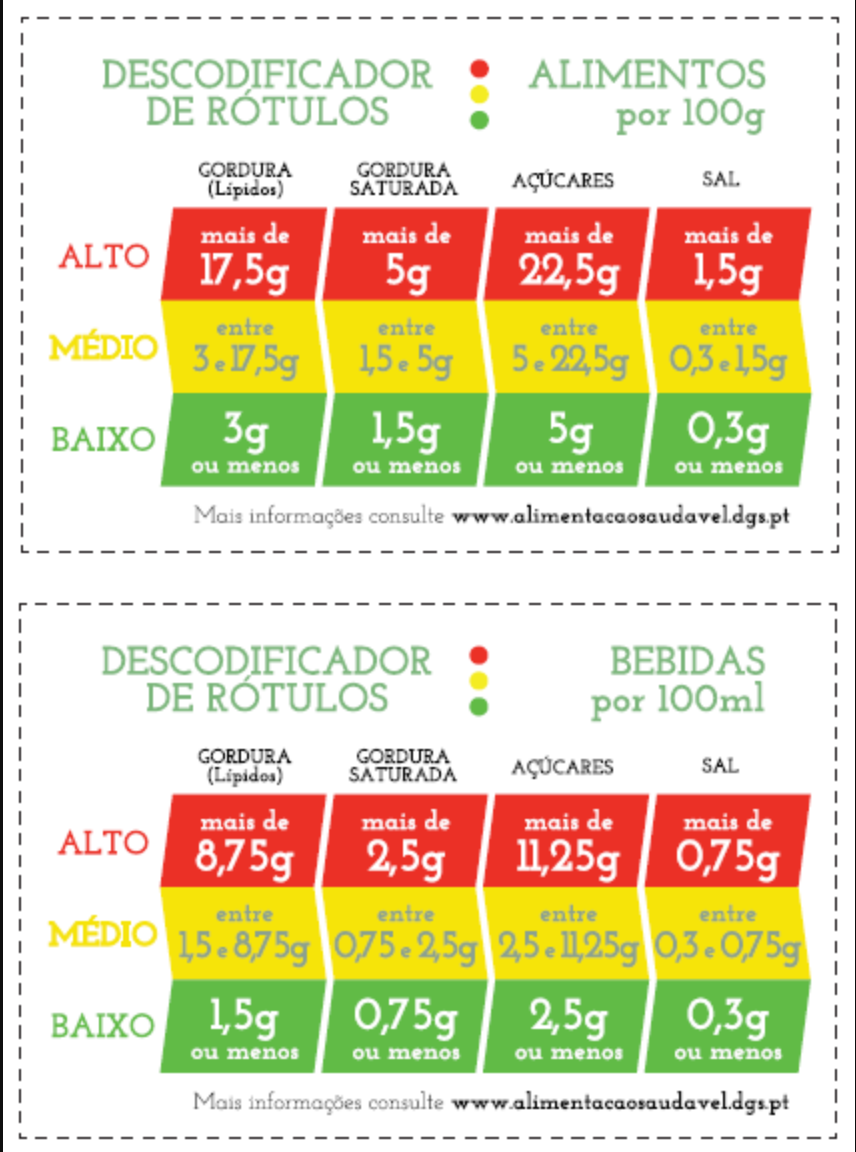 DESCODIFICADOR
DE RÓTULOS
ALIMENTOS
por 100g
GORDURA
(Lípidos)
GORDURA
SATURADA
AÇÚCARES
SAL
ALTO
mais de
17,5g
mais de
5g
mais de
22,5g
mais de
1,5g
MÉDIO
entre
3 e 17,5g
entre
1,5 e 5g
entre
5 e 22,5g
entre
0,3 e 1,5g
BAIXO
3g
ou menos
1,5g
ou menos
5g
ou menos
0,3g
ou menos
Mais informações consulte www.alimentacaosaudavel.dgs.pt
DESCODIFICADOR
DE RÓTULOS
BEBIDAS
por 100ml
GORDURA
(Lípidos)
GORDURA
SATURADA
AÇÚCARES
SAL
ALTO
mais de
8,75g
mais de
2,5g
mais de
11,25g
mais de
0,75g
MÉDIO
entre
1,5 e 8,75g
entre
0,75 e 2,5g
entre
2,5 e 11,25g
entre
0,3 e 0,75g
BAIXO
1,5g
ou menos
0,75g
ou menos
2,5g
ou menos
0,3g
ou menos
Mais informações consulte www.alimentacaosaudavel.dgs.pt